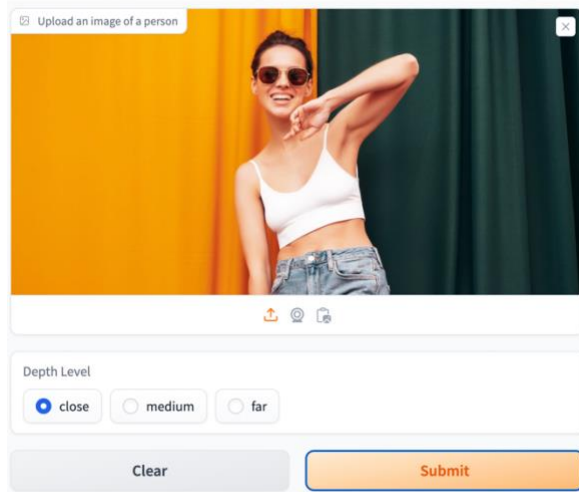 Upload an image of a person
Depth Level
close medium far
Clear Submit